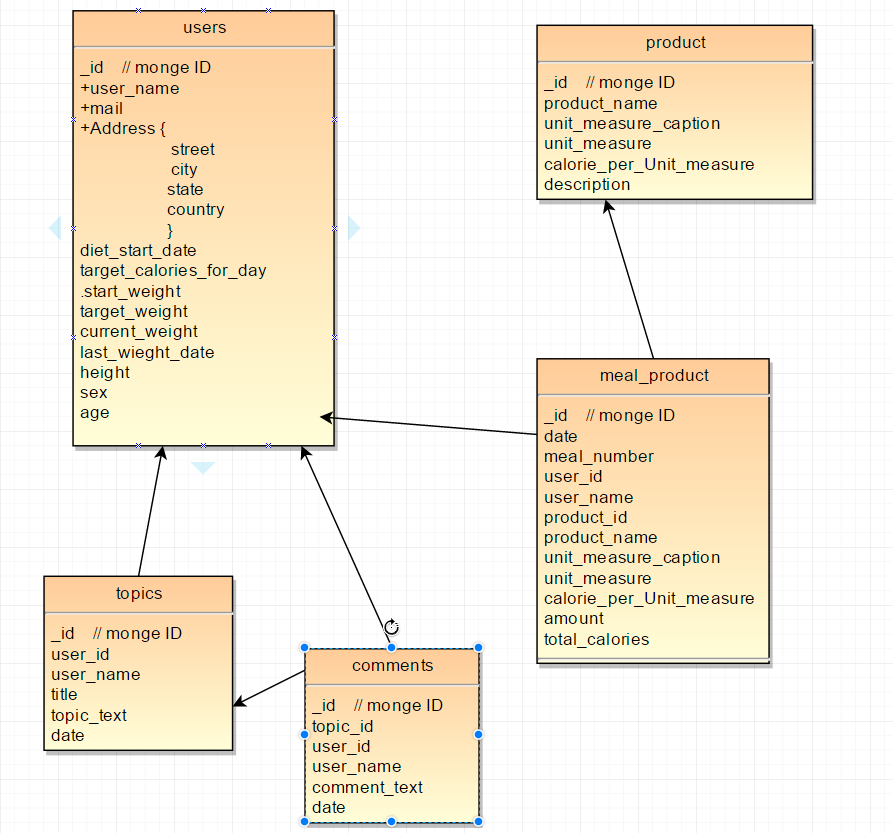 users
_id // monge ID
+user_name
+mail
+Address {
street
city
state
country
}
diet_start_date
target_calories_for_day
.start_weight
target_weight
current_weight
last_wieght_date
height
sex
age
product
_id // monge ID
product_name
unit_measure_caption
unit_measure
calorie_per_Unit_measure
description
meal_product
_id // monge ID
date
meal_number
user_id
user_name
product_id
product_name
unit_measure_caption
unit_measure
calorie_per_Unit_measure
amount
total_calories
topics
_id // monge ID
user_id
user_name
title
topic_text
date
comments
_id // monge ID
topic_id
user_id
user_name
comment_text
date